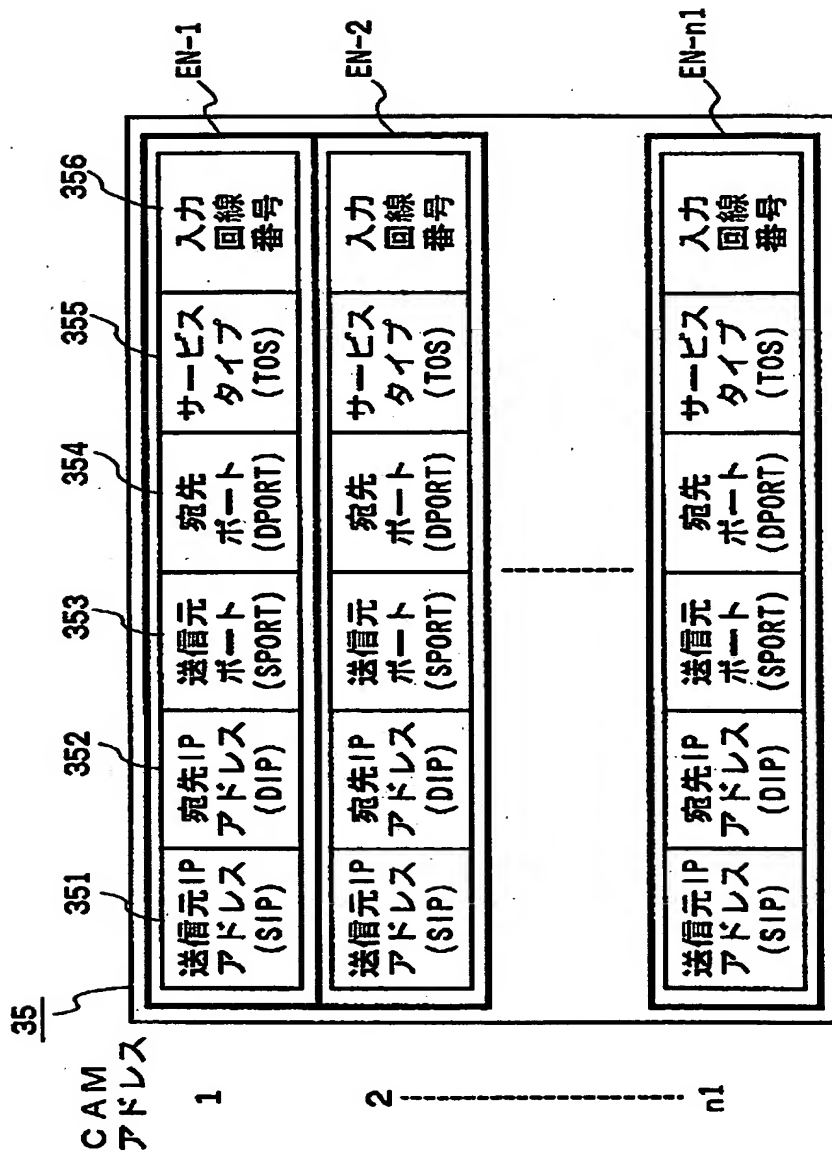 35
CAM
アドレス
351
352
353
354
355
356
1
送信元IP
アドレス
(SIP)
宛先IP
アドレス
(DIP)
送信元
ポート
(SPORT)
宛先
ポート
(DPORT)
サービス
タイプ
(TOS)
入力
回線
番号
EN-1
2
送信元IP
アドレス
(SIP)
宛先IP
アドレス
(DIP)
送信元
ポート
(SPORT)
宛先
ポート
(DPORT)
サービス
タイプ
(TOS)
入力
回線
番号
EN-2
n1
送信元IP
アドレス
(SIP)
宛先IP
アドレス
(DIP)
送信元
ポート
(SPORT)
宛先
ポート
(DPORT)
サービス
タイプ
(TOS)
入力
回線
番号
EN-n1